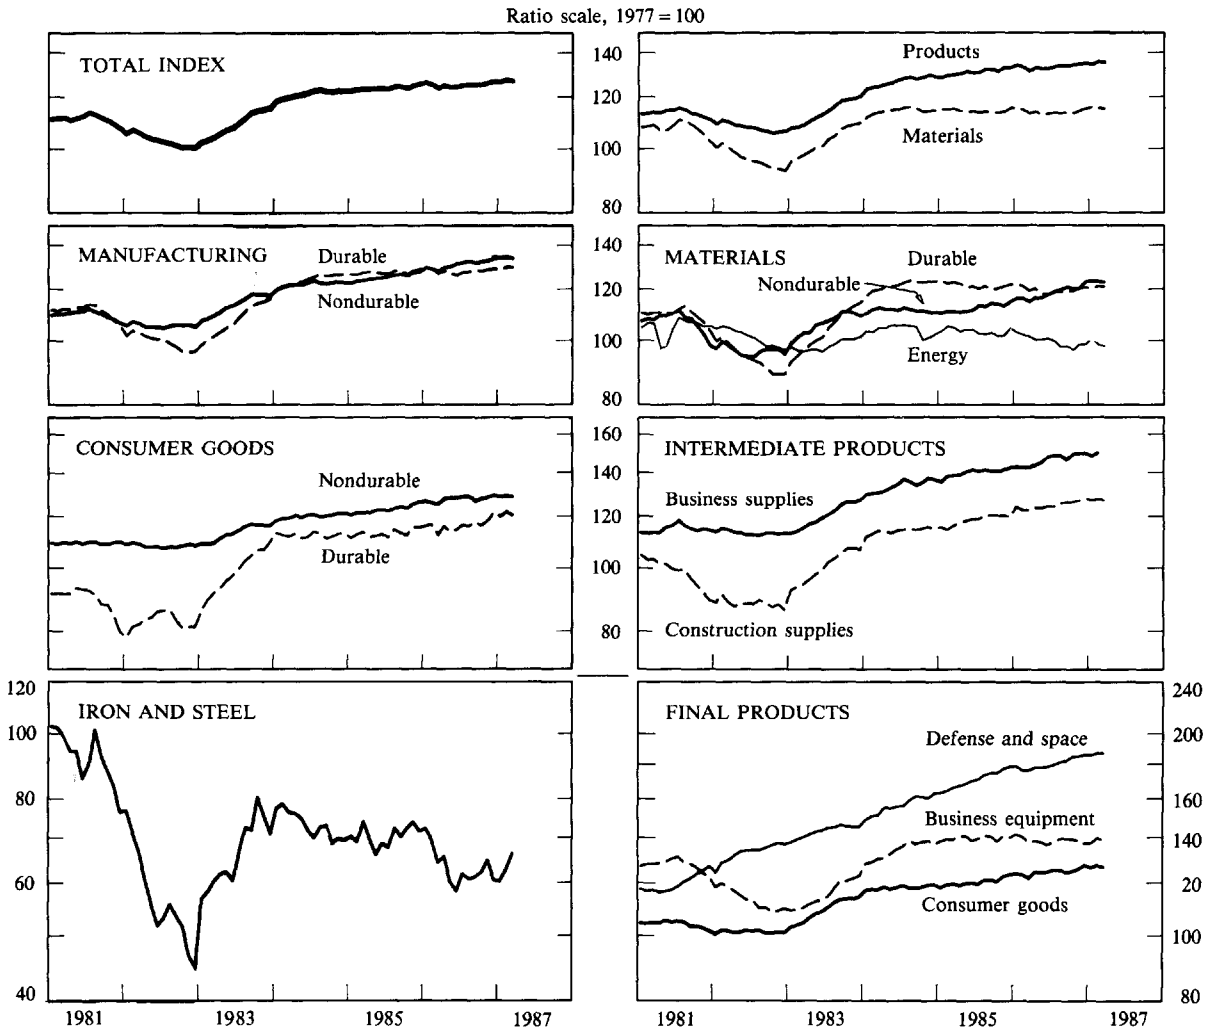 Ratio scale, 1977 = 100
TOTAL INDEX
140
120
100
80
Products
Materials
MANUFACTURING
Durable
Nondurable
140
120
100
80
MATERIALS
Durable
Nondurable
Energy
CONSUMER GOODS
Nondurable
Durable
160
140
120
100
80
INTERMEDIATE PRODUCTS
Business supplies
Construction supplies
120
100
80
60
40
IRON AND STEEL
FINAL PRODUCTS
Defense and space
Business equipment
Consumer goods
240
200
160
140
20
100
80
1981 1983 1985 1987
1981 1983 1985 1987